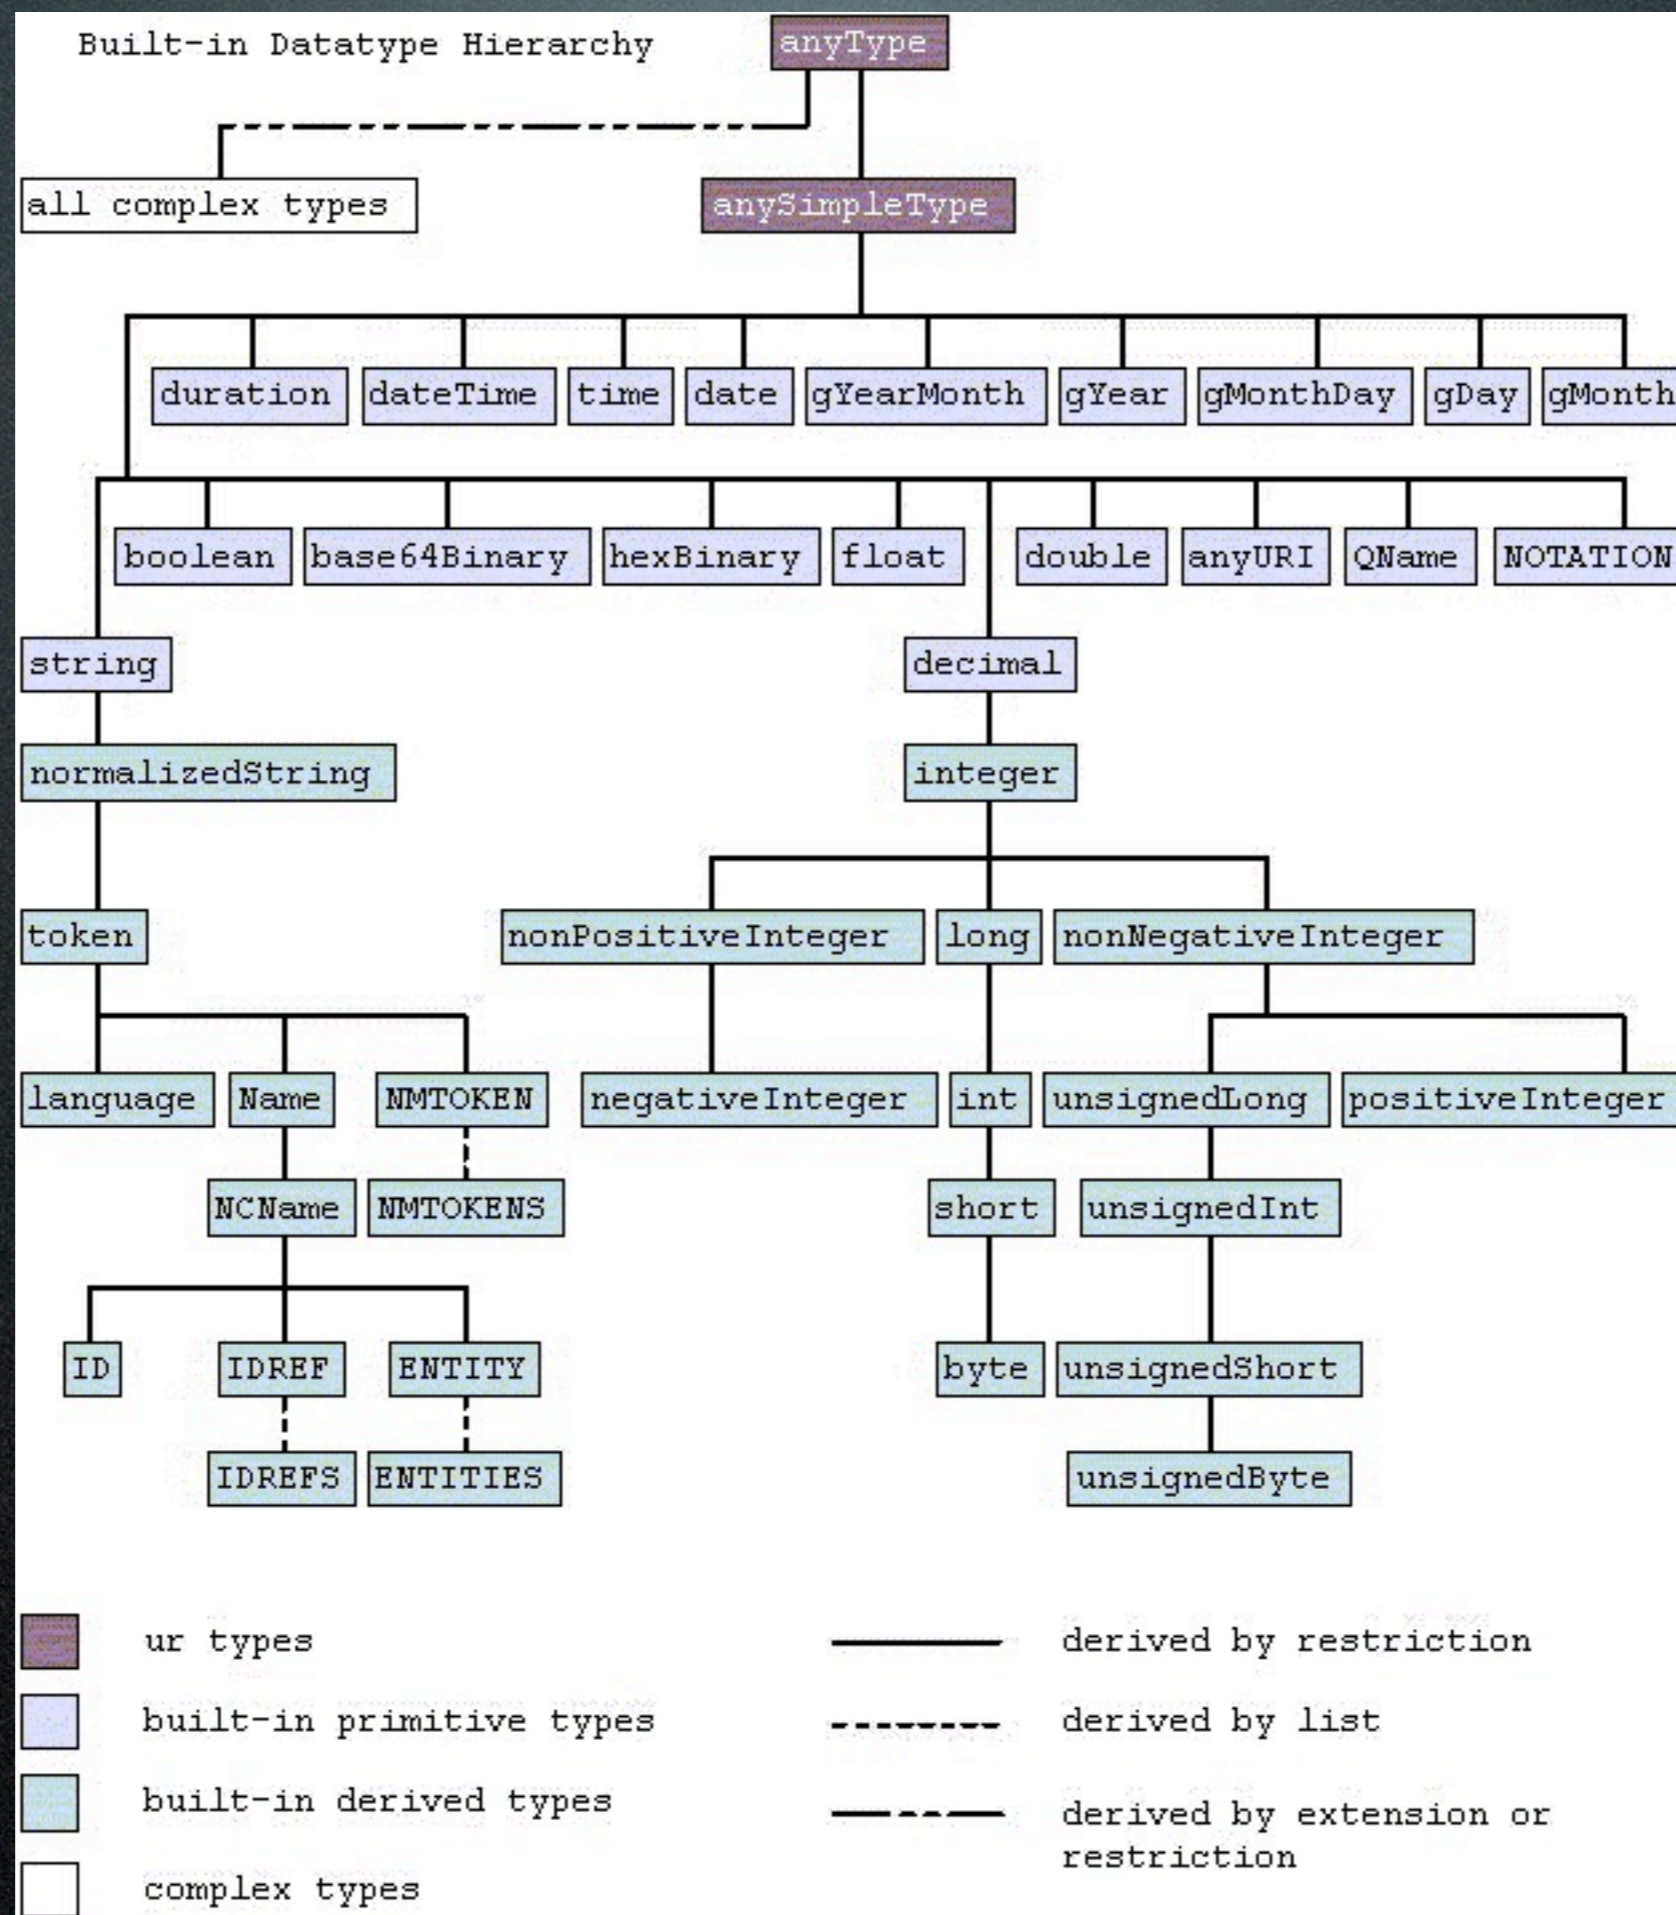 Built-in Datatype Hierarchy
anyType
all complex types
anySimpleType
duration dateTime time date gYearMonth gYear gMonthDay gDay gMonth
boolean base64Binary hexBinary float double anyURI QName NOTATION
string decimal
normalizedString integer
token nonPositiveInteger long nonNegativeInteger
language Name NMTOKEN negativeInteger int unsignedLong positiveInteger
NCName NMTOKENS short unsignedInt
ID IDREF ENTITY byte unsignedShort
IDREFS ENTITIES unsignedByte
ur types
built-in primitive types
built-in derived types
complex types
derived by restriction
derived by list
derived by extension or
restriction